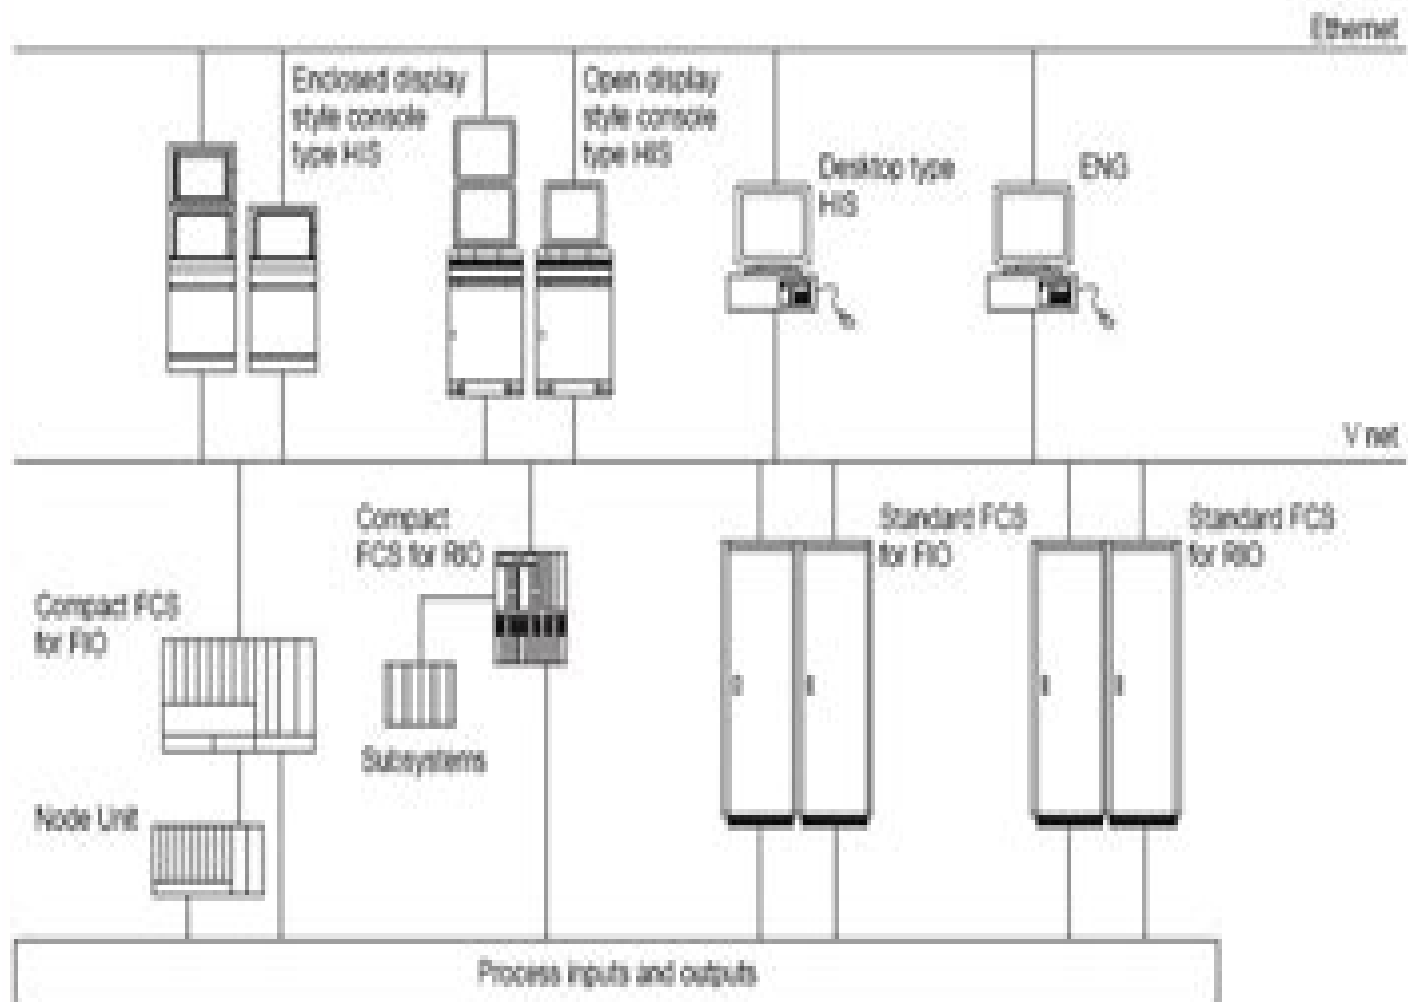 Ethernet
Enclosed display
style console
type HIS
Open display
style console
type HIS
Desktop type
HIS
ENG
V net
Compact
FCS for RIO
Standard FCS
for FIO
Standard FCS
for RIO
Compact FCS
for FIO
Subsystems
Node Unit
Process inputs and outputs